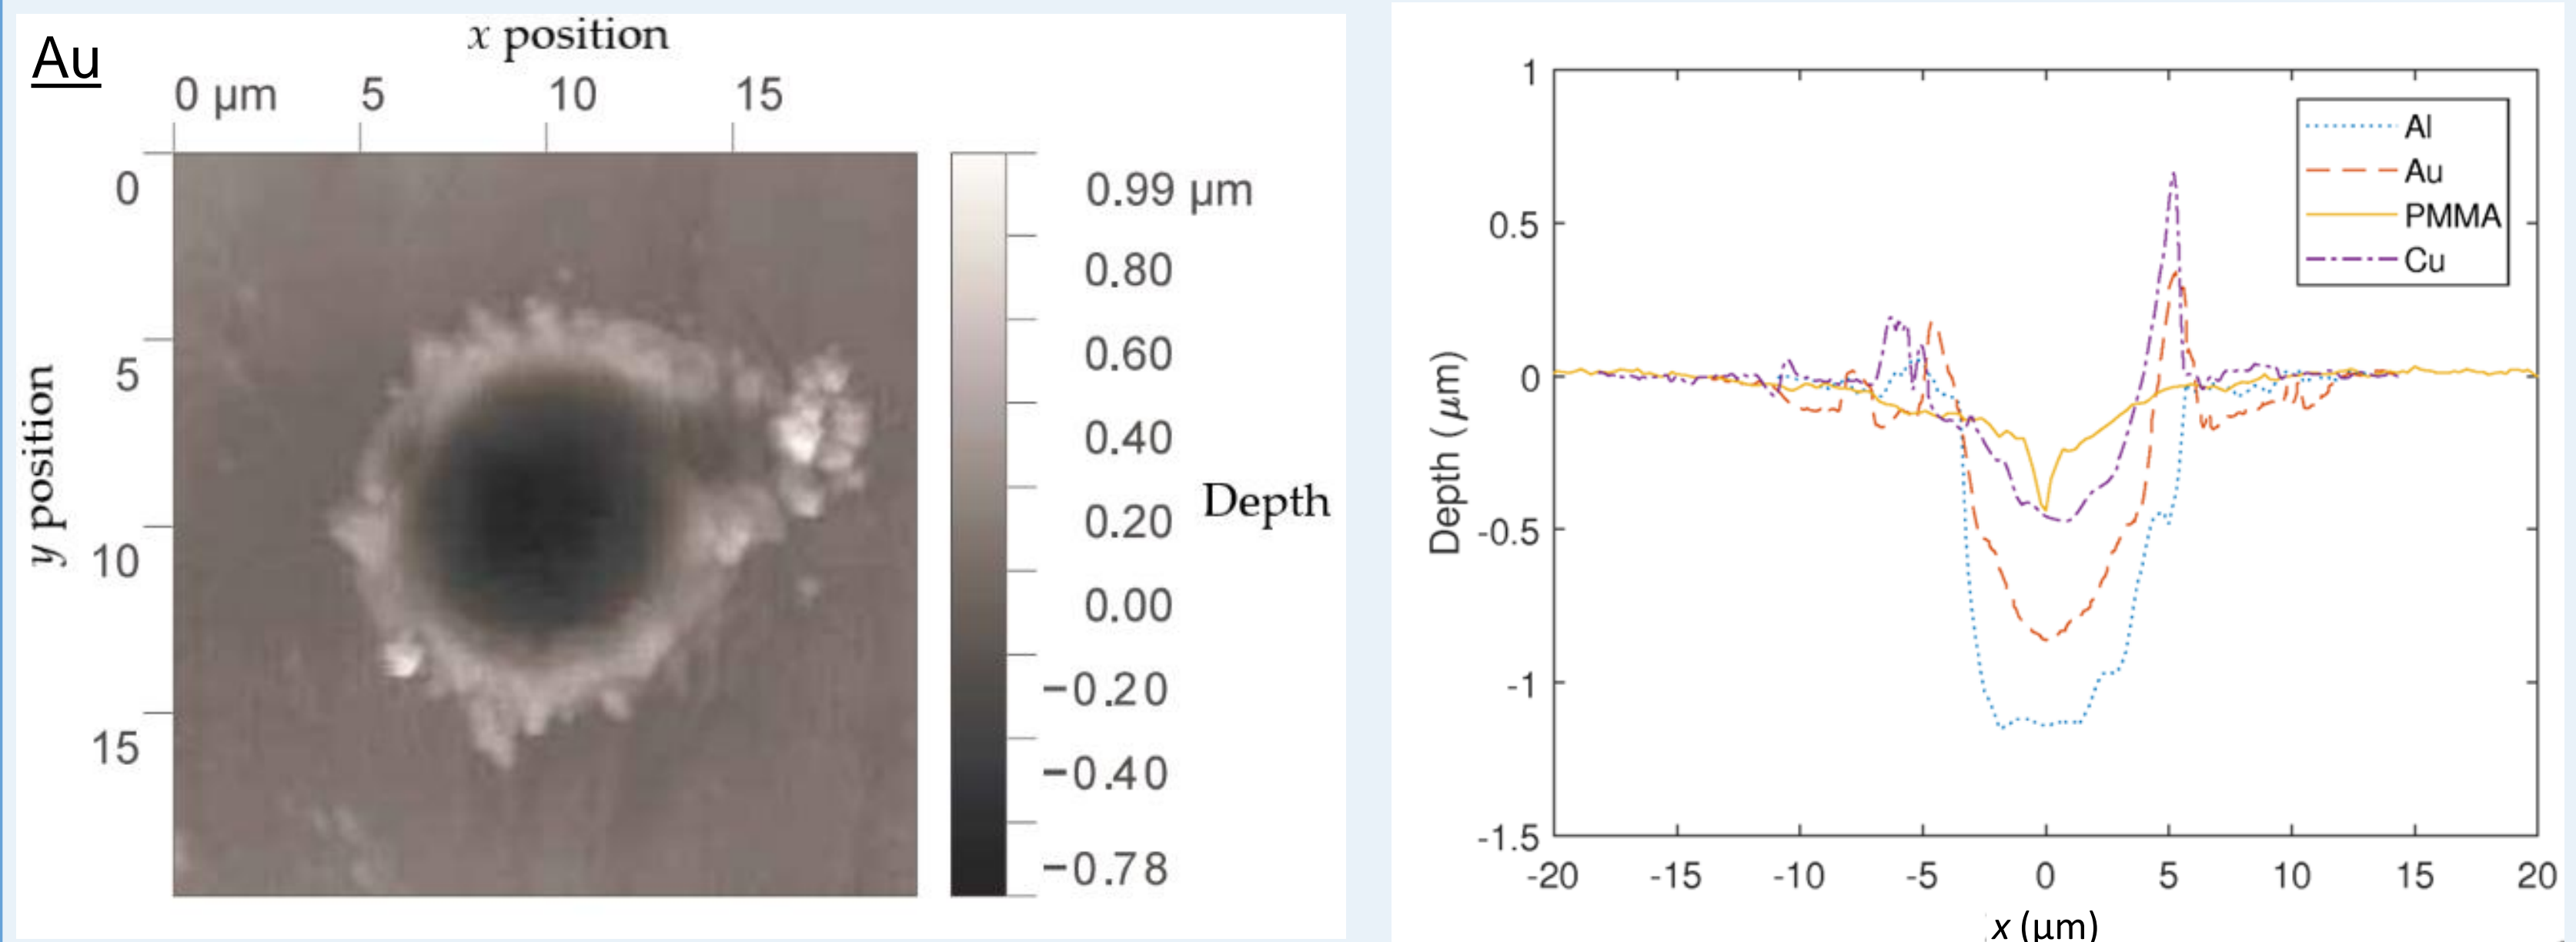 Au
x position
0 µm 5 10 15
y position
0
5
10
15
0.99 µm
0.80
0.60
0.40
0.20
0.00
−0.20
−0.40
−0.78
Depth
Depth (µm)
1
0.5
0
-0.5
-1
-1.5
Al
Au
PMMA
Cu
-20 -15 -10 -5 0 5 10 15 20
x (µm)